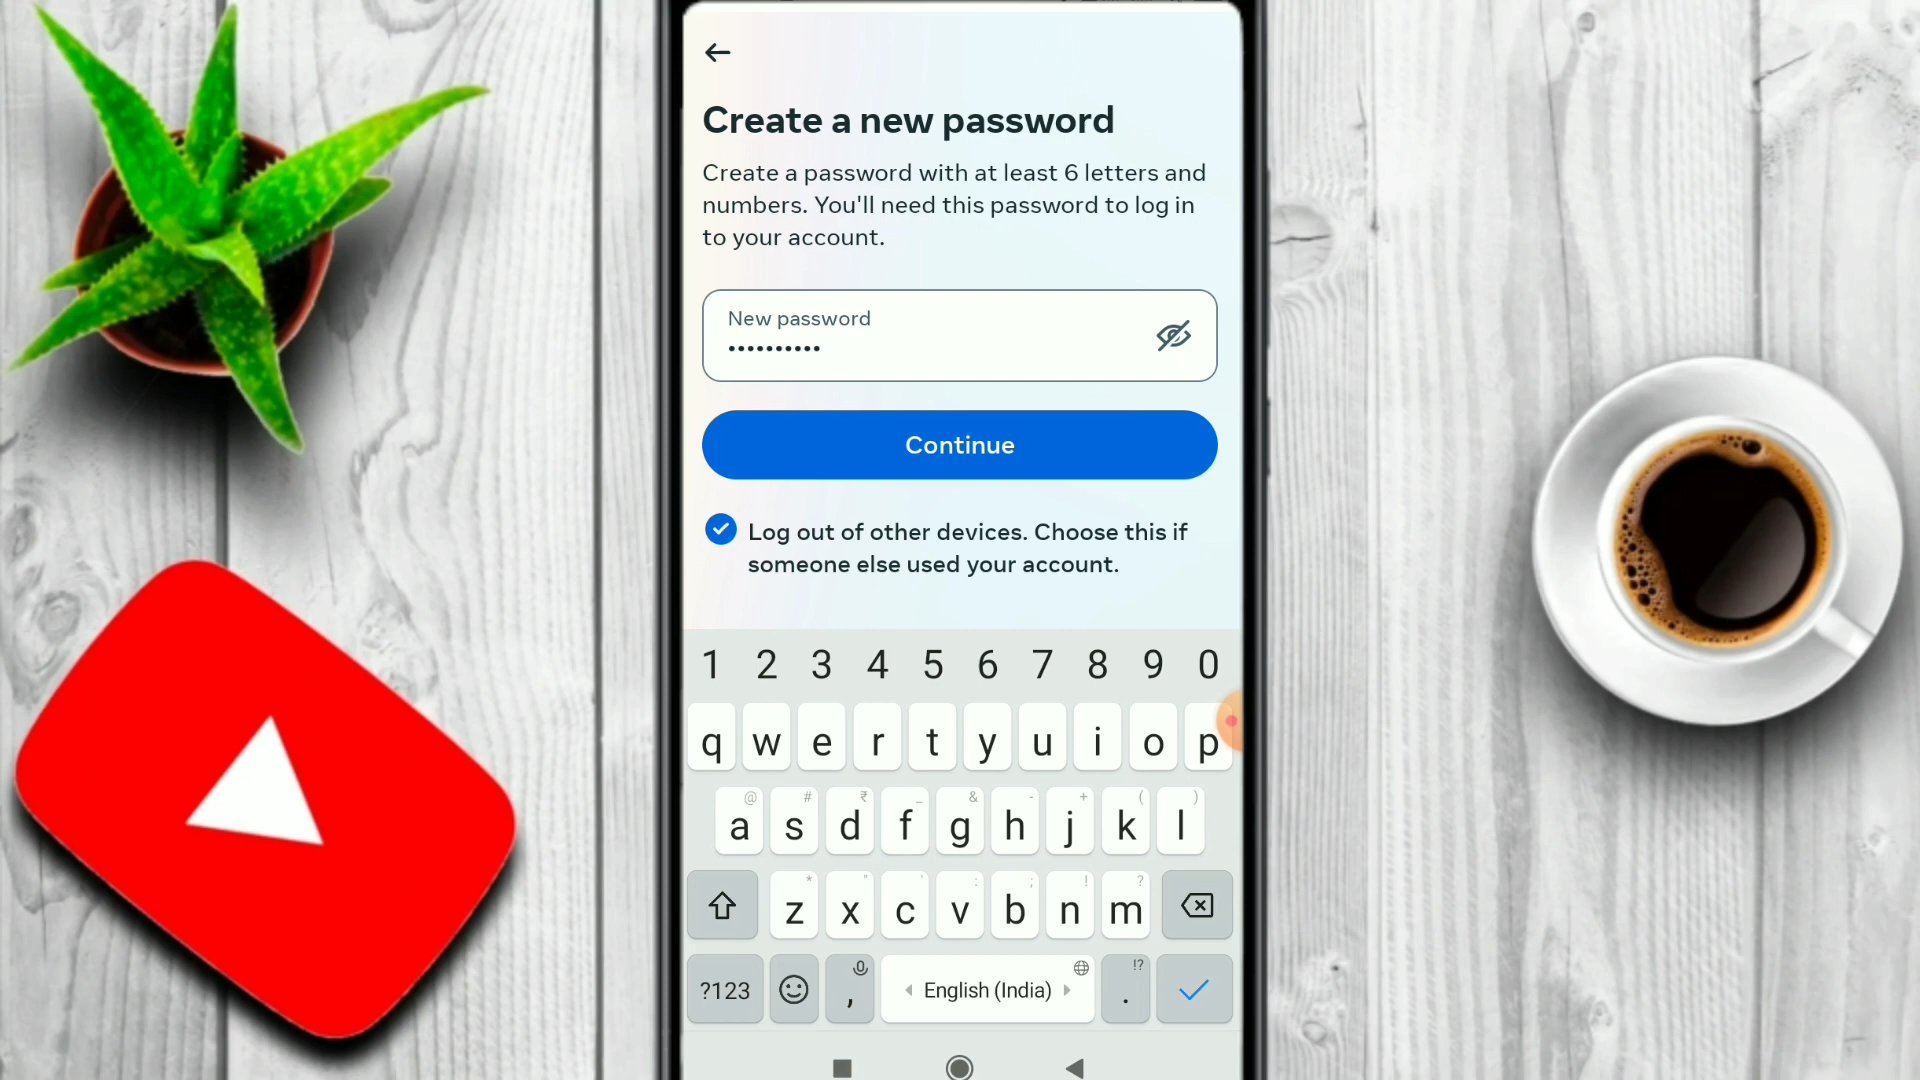 Create a new password
Create a password with at least 6 letters and
numbers. You'll need this password to log in
to your account.
New password
••••••••••
Continue
Log out of other devices. Choose this if
someone else used your account.
1 2 3 4 5 6 7 8 9 0
q w e r t y u i o p
@ # ₹ _ & - + ( )
a s d f g h j k l
* " ' : ; ! ?
z x c v b n m
!?
?123 , English (India) .